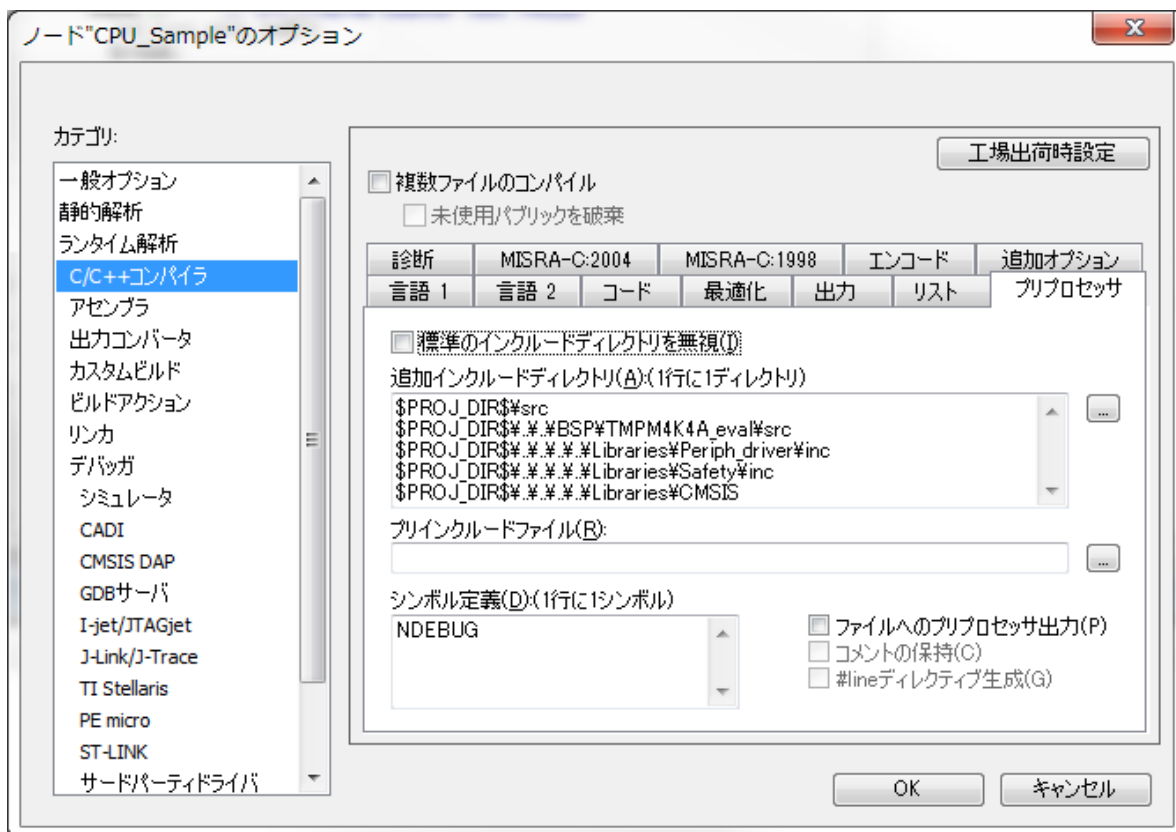 ノード"CPU_Sample"のオプション
カテゴリ:
一般オプション
静的解析
ランタイム解析
C/C++コンパイラ
アセンブラ
出力コンバータ
カスタムビルド
ビルドアクション
リンカ
デバッガ
シミュレータ
CADI
CMSIS DAP
GDBサーバ
I-jet/JTAGjet
J-Link/J-Trace
TI Stellaris
PE micro
ST-LINK
サードパーティドライバ
工場出荷時設定
複数ファイルのコンパイル
未使用パブリックを破棄
診断 MISRA-C:2004 MISRA-C:1998 エンコード 追加オプション
言語 1 言語 2 コード 最適化 出力 リスト プリプロセッサ
標準のインクルードディレクトリを無視(I)
追加インクルードディレクトリ(A):(1行に1ディレクトリ)
$PROJ_DIR$¥src
$PROJ_DIR$¥.¥.¥BSP¥TMPM4K4A_eval¥src
$PROJ_DIR$¥.¥.¥.¥.¥Libraries¥Periph_driver¥inc
$PROJ_DIR$¥.¥.¥.¥.¥Libraries¥Safety¥inc
$PROJ_DIR$¥.¥.¥.¥.¥Libraries¥CMSIS
...
プリインクルードファイル(R):
...
シンボル定義(D):(1行に1シンボル)
NDEBUG
ファイルへのプリプロセッサ出力(P)
コメントの保持(C)
#lineディレクティブ生成(G)
OK キャンセル